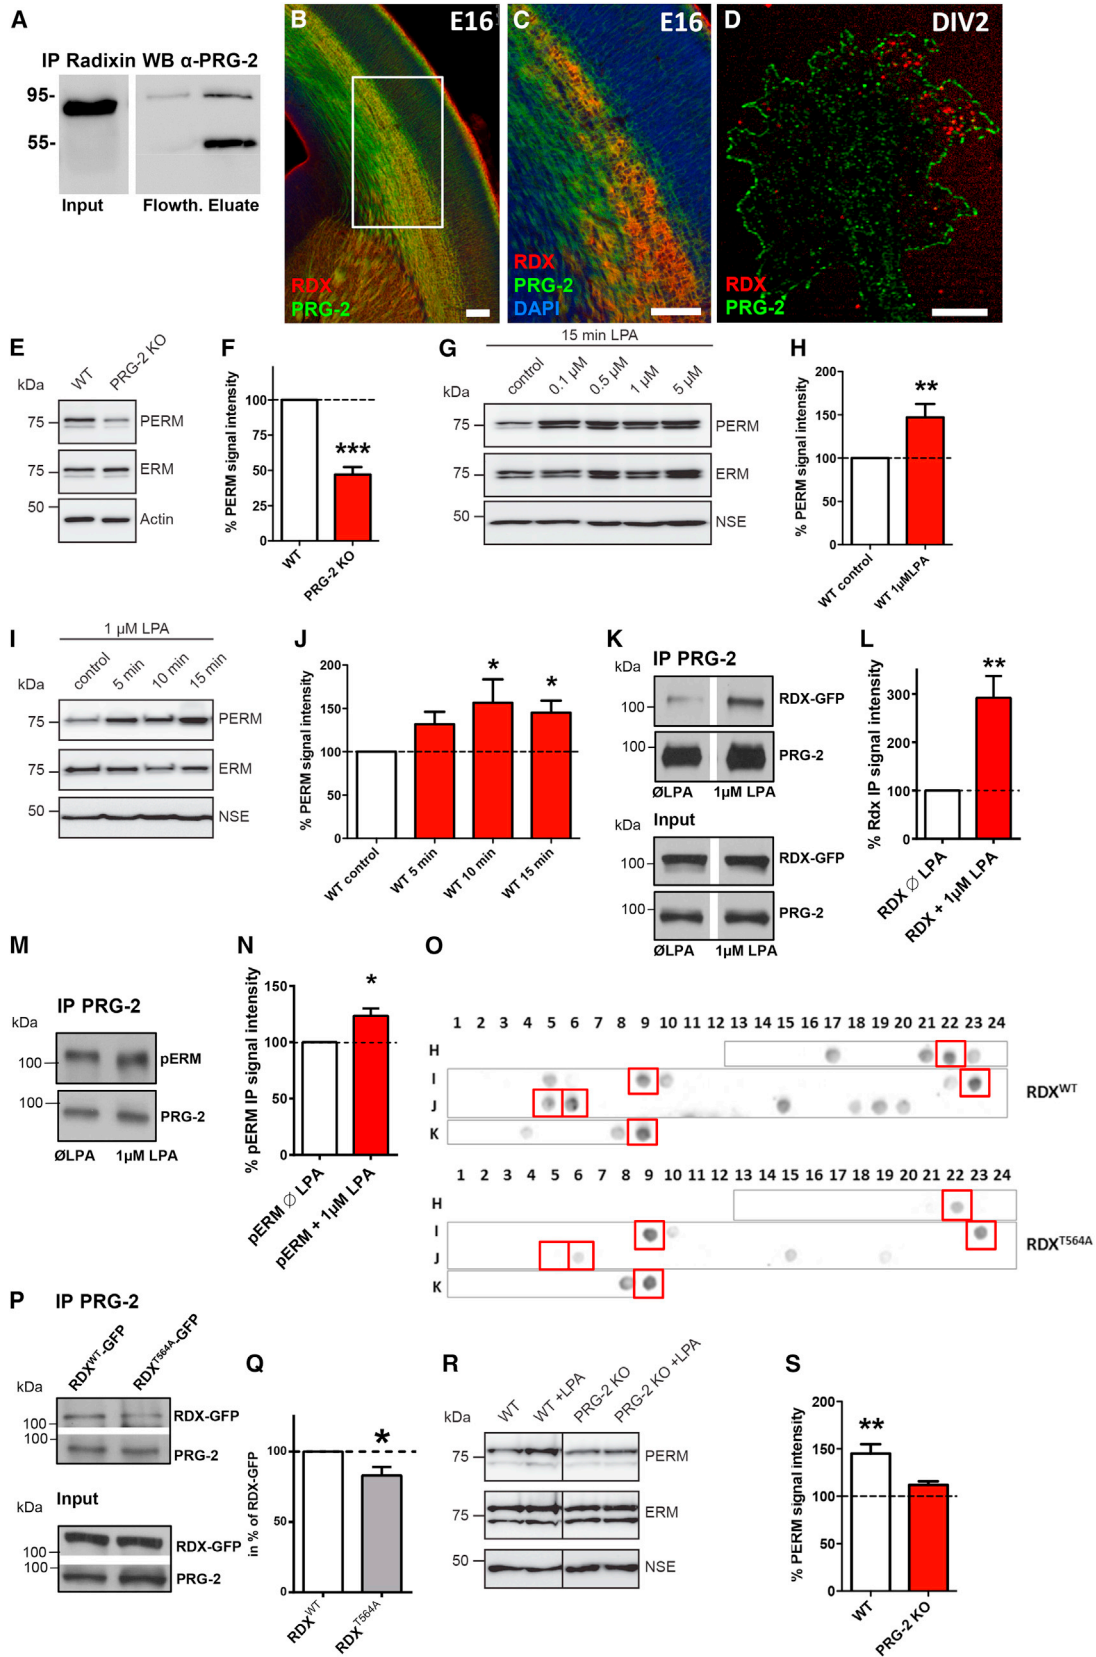 A
IP Radixin WB α-PRG-2
95-
55-
Input
Flowth. Eluate
B
E16
RDX
PRG-2
C
E16
RDX
PRG-2
DAPI
D
DIV2
RDX
PRG-2
E
kDa
WT
PRG-2 KO
75
PERM
75
ERM
50
Actin
F
% PERM signal intensity
100
75
50
25
0
***
WT
PRG-2 KO
G
15 min LPA
kDa
control
0.1 µM
0.5 µM
1 µM
5 µM
75
PERM
75
ERM
50
NSE
H
% PERM signal intensity
200
150
100
50
0
**
WT control
WT 1µMLPA
I
1 µM LPA
kDa
control
5 min
10 min
15 min
75
PERM
75
ERM
50
NSE
J
% PERM signal intensity
200
150
100
50
0
*
*
WT control
WT 5 min
WT 10 min
WT 15 min
K
IP PRG-2
kDa
100
RDX-GFP
100
PRG-2
ØLPA 1µM LPA
Input
kDa
100
RDX-GFP
100
PRG-2
ØLPA 1µM LPA
L
% Rdx IP signal intensity
300
200
100
0
**
RDX Ø LPA
RDX + 1µM LPA
M
IP PRG-2
kDa
100
pERM
100
PRG-2
ØLPA 1µM LPA
N
% pERM IP signal intensity
150
100
50
0
*
pERM Ø LPA
pERM + 1µM LPA
O
1 2 3 4 5 6 7 8 9 10 11 12 13 14 15 16 17 18 19 20 21 22 23 24
H
I
J
K
RDXWT
1 2 3 4 5 6 7 8 9 10 11 12 13 14 15 16 17 18 19 20 21 22 23 24
H
I
J
K
RDXT564A
P
IP PRG-2
RDXWT-GFP
RDXT564A-GFP
kDa
100
RDX-GFP
100
PRG-2
Input
kDa
100
RDX-GFP
100
PRG-2
Q
in % of RDX-GFP
100
50
0
*
RDXWT
RDXT564A
R
kDa
WT
WT +LPA
PRG-2 KO
PRG-2 KO +LPA
75
PERM
75
ERM
50
NSE
S
% PERM signal intensity
200
150
100
50
0
**
WT
PRG-2 KO